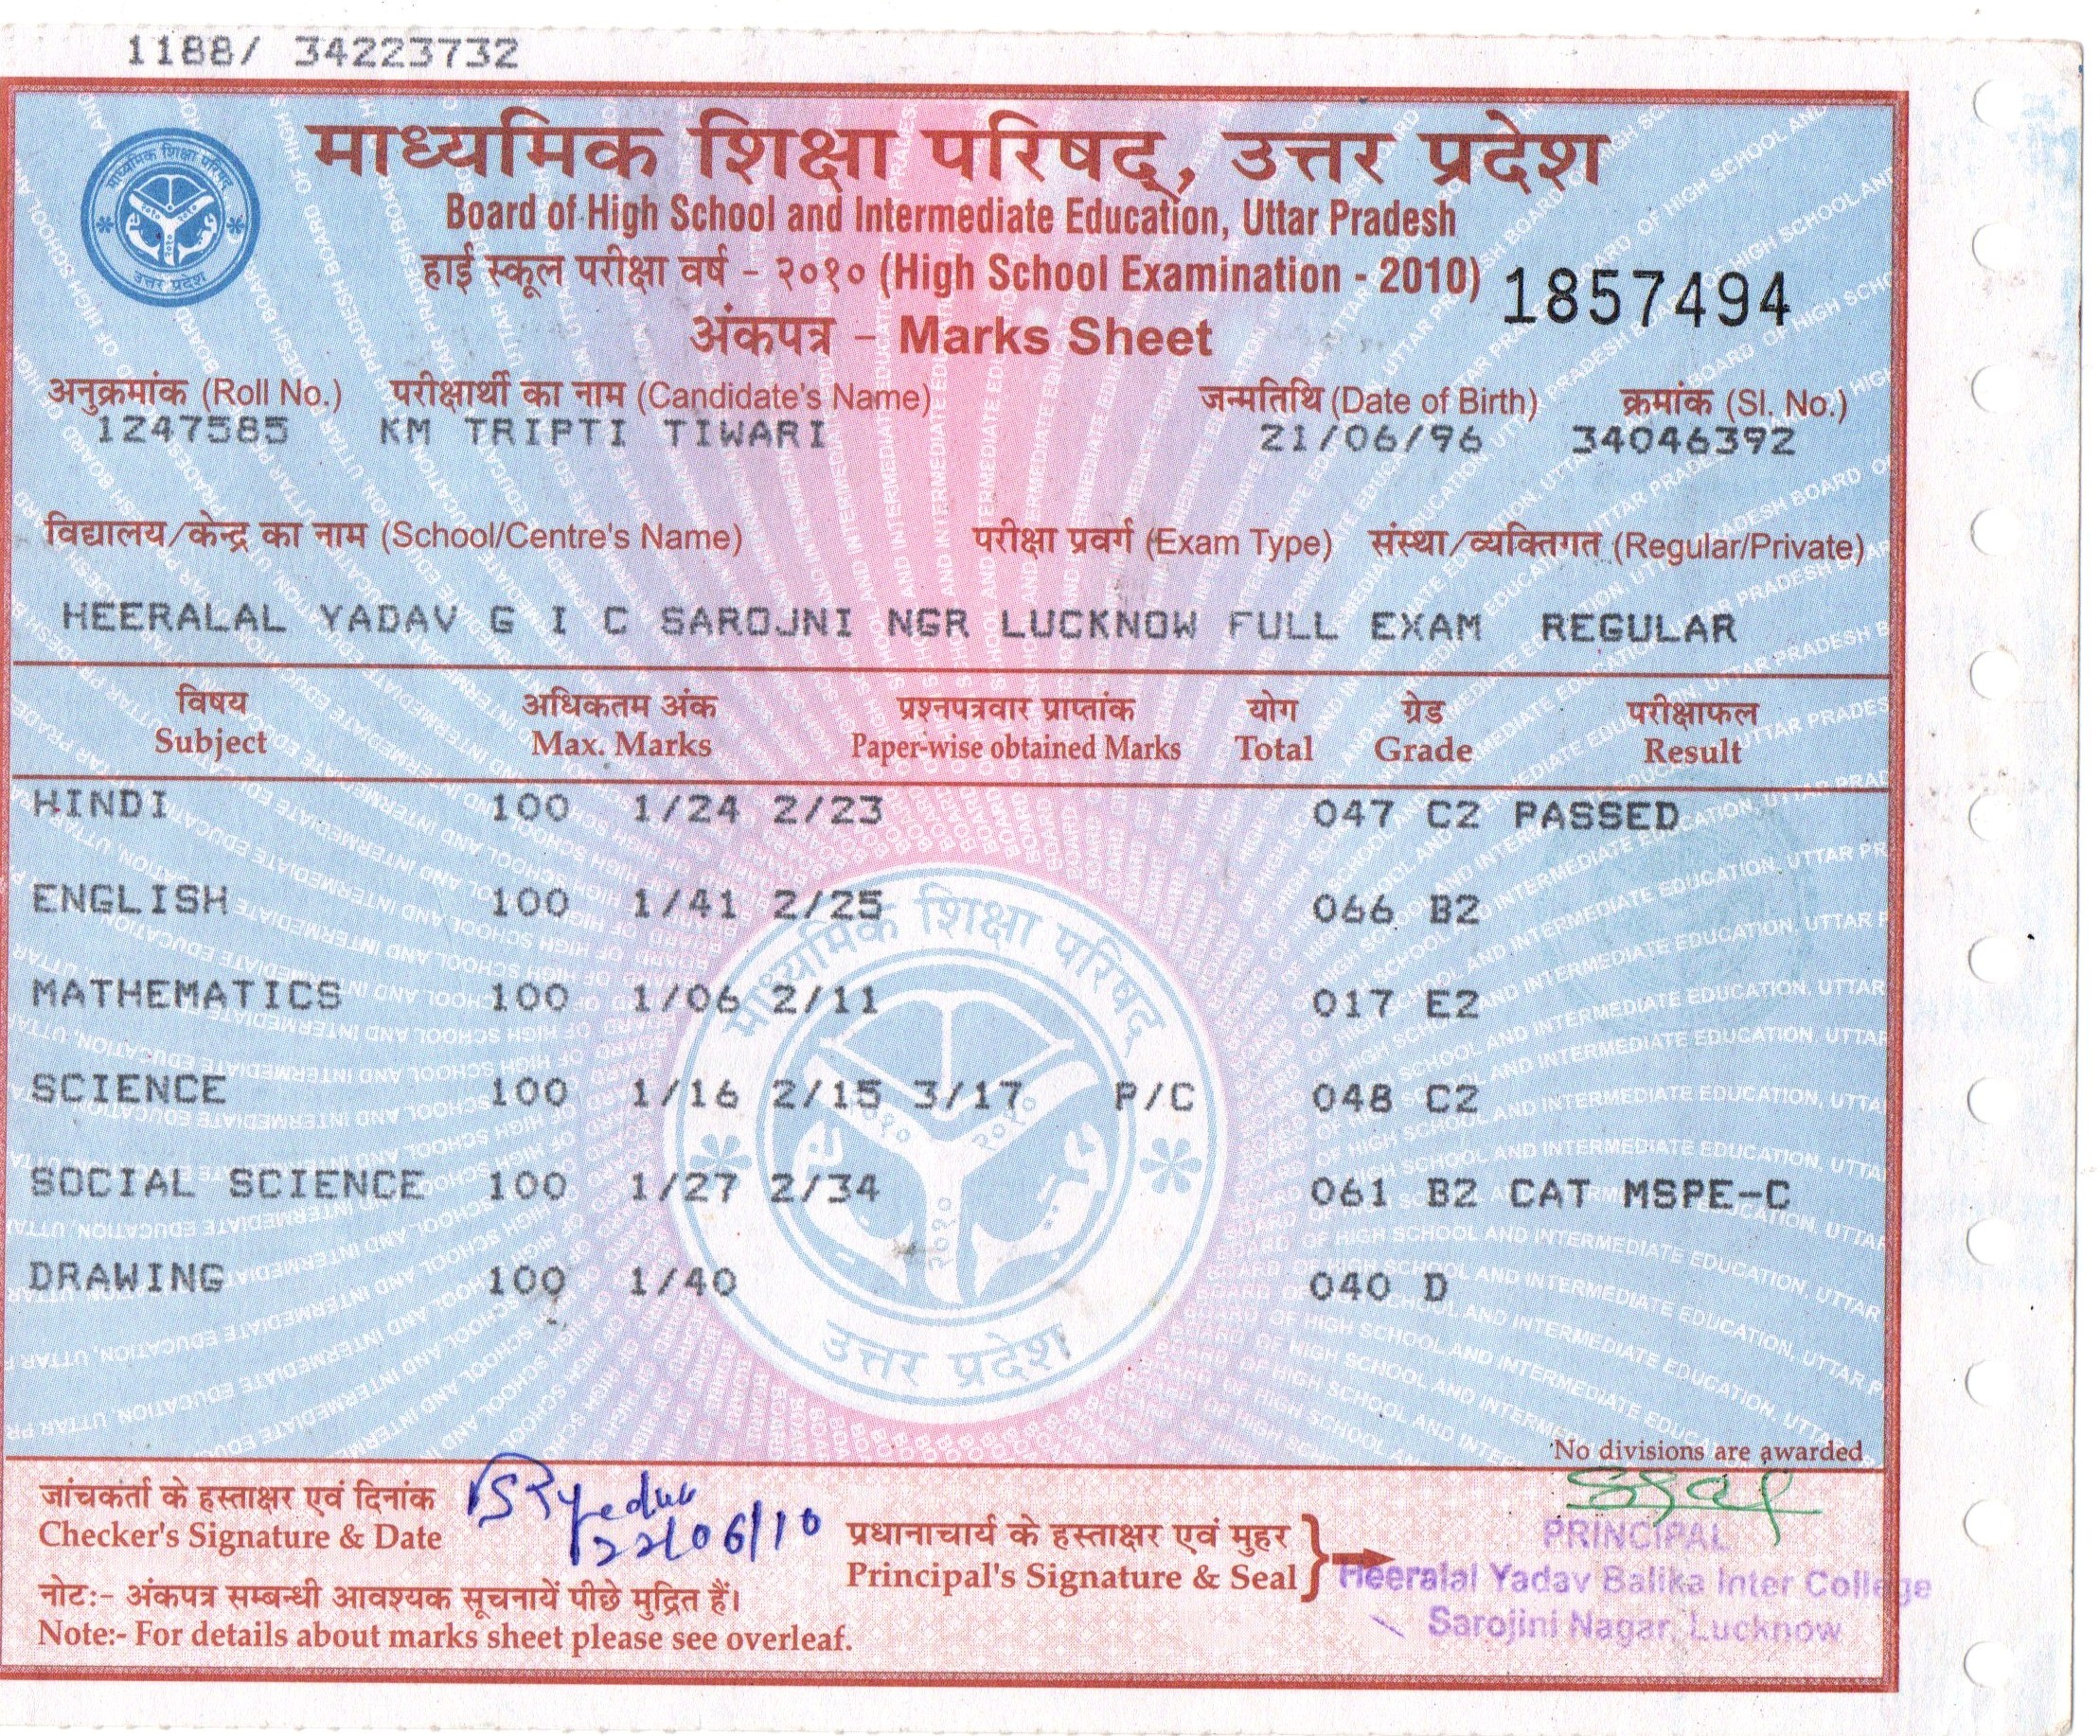 1188/ 34223732
माध्यमिक शिक्षा परिषद्, उत्तर प्रदेश
Board of High School and Intermediate Education, Uttar Pradesh
हाई स्कूल परीक्षा वर्ष - २०१० (High School Examination - 2010) 1857494
अंकपत्र - Marks Sheet
अनुक्रमांक (Roll No.) परीक्षार्थी का नाम (Candidate's Name) जन्मतिथि (Date of Birth) क्रमांक (Sl. No.)
1247585 KM TRIPTI TIWARI 21/06/96 34046392
विद्यालय/केन्द्र का नाम (School/Centre's Name) परीक्षा प्रवर्ग (Exam Type) संस्था/व्यक्तिगत (Regular/Private)
HEERALAL YADAV G I C SAROJNI NGR LUCKNOW FULL EXAM REGULAR
विषय अधिकतम अंक प्रश्नपत्रवार प्राप्तांक योग ग्रेड परीक्षाफल
Subject Max. Marks Paper-wise obtained Marks Total Grade Result
HINDI 100 1/24 2/23 047 C2 PASSED
ENGLISH 100 1/41 2/25 066 B2
MATHEMATICS 100 1/06 2/11 017 E2
SCIENCE 100 1/16 2/15 3/17 P/C 048 C2
SOCIAL SCIENCE 100 1/27 2/34 061 B2 CAT MSPE-C
DRAWING 100 1/40 040 D
माध्यमिक शिक्षा परिषद्
२०१० २०१० २०१०
उत्तर प्रदेश
No divisions are awarded
जांचकर्ता के हस्ताक्षर एवं दिनांक
Checker's Signature & Date
22/06/10
प्रधानाचार्य के हस्ताक्षर एवं मुहर
Principal's Signature & Seal
PRINCIPAL
Heeralal Yadav Balika Inter College
Sarojini Nagar, Lucknow
नोटः- अंकपत्र सम्बन्धी आवश्यक सूचनायें पीछे मुद्रित हैं।
Note:- For details about marks sheet please see overleaf.